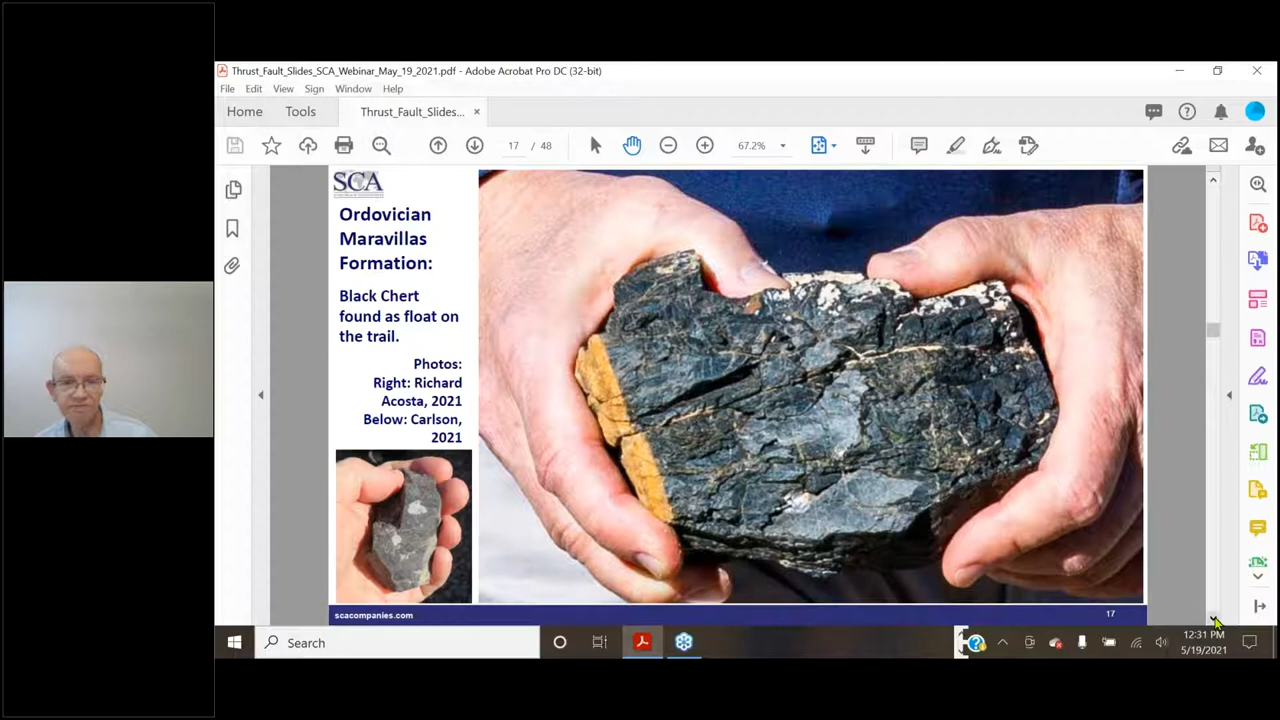 Thrust_Fault_Slides_SCA_Webinar_May_19_2021.pdf - Adobe Acrobat Pro DC (32-bit)
File Edit View Sign Window Help
Home Tools Thrust_Fault_Slides... ×
17 / 48 67.2%
SCA
Ordovician
Maravillas
Formation:
Black Chert
found as float on
the trail.
Photos:
Right: Richard
Acosta, 2021
Below: Carlson,
2021
scacompanies.com 17
Search
12:31 PM
5/19/2021